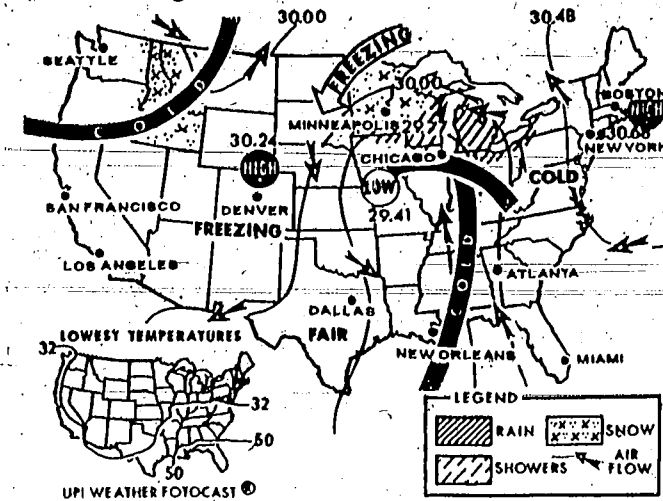 30.00
30.48
SEATTLE
FREEZING
30.00
BOSTON
HIGH
COLD
MINNEAPOLIS
30.24
30.68
NEW YORK
HIGH
CHICAGO
COLD
LOW
SAN FRANCISCO
DENVER
29.41
FREEZING
COLD
LOS ANGELES
ATLANTA
DALLAS
FAIR
LOWEST TEMPERATURES
32
NEW ORLEANS
MIAMI
LEGEND
32
RAIN
SNOW
50
SHOWERS
AIR FLOW
50
UPI WEATHER FOTOCAST ®